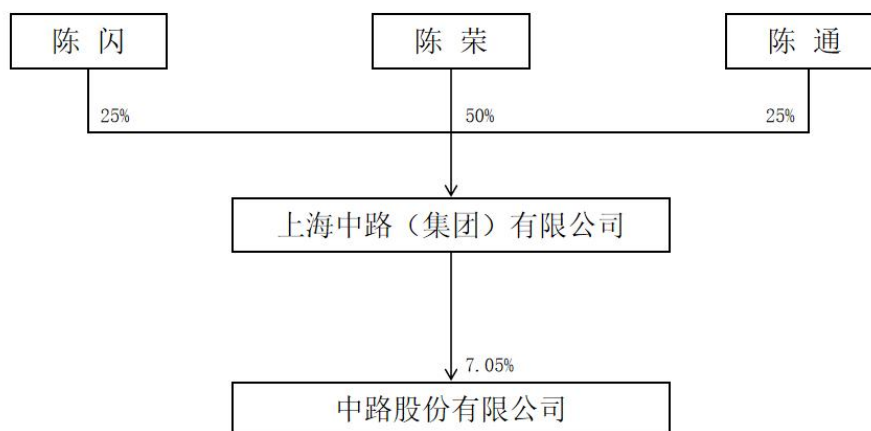 陈 闪
陈 荣
陈 通
25%
50%
25%
上海中路（集团）有限公司
7.05%
中路股份有限公司